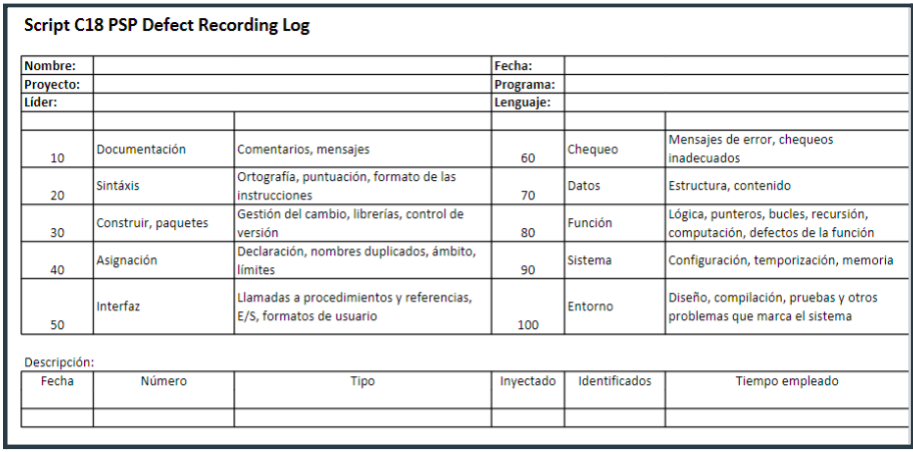 Script C18 PSP Defect Recording Log
Nombre: Fecha:
Proyecto: Programa:
Líder: Lenguaje:
10 Documentación Comentarios, mensajes 60 Chequeo Mensajes de error, chequeos
inadecuados
20 Sintáxis Ortografía, puntuación, formato de las
instrucciones 70 Datos Estructura, contenido
30 Construir, paquetes Gestión del cambio, librerías, control de
versión 80 Función Lógica, punteros, bucles, recursión,
computación, defectos de la función
40 Asignación Declaración, nombres duplicados, ámbito,
límites 90 Sistema Configuración, temporización, memoria
50 Interfaz Llamadas a procedimientos y referencias,
E/S, formatos de usuario 100 Entorno Diseño, compilación, pruebas y otros
problemas que marca el sistema
Descripción:
Fecha Número Tipo Inyectado Identificados Tiempo empleado